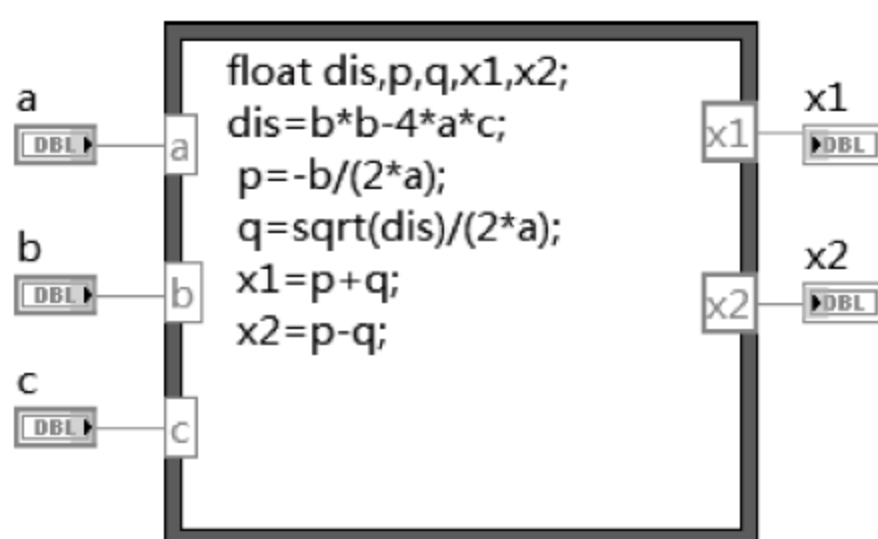 a
DBL
b
DBL
c
DBL
a
b
c
float dis,p,q,x1,x2;
dis=b*b-4*a*c;
p=-b/(2*a);
q=sqrt(dis)/(2*a);
x1=p+q;
x2=p-q;
x1
x2
x1
DBL
x2
DBL